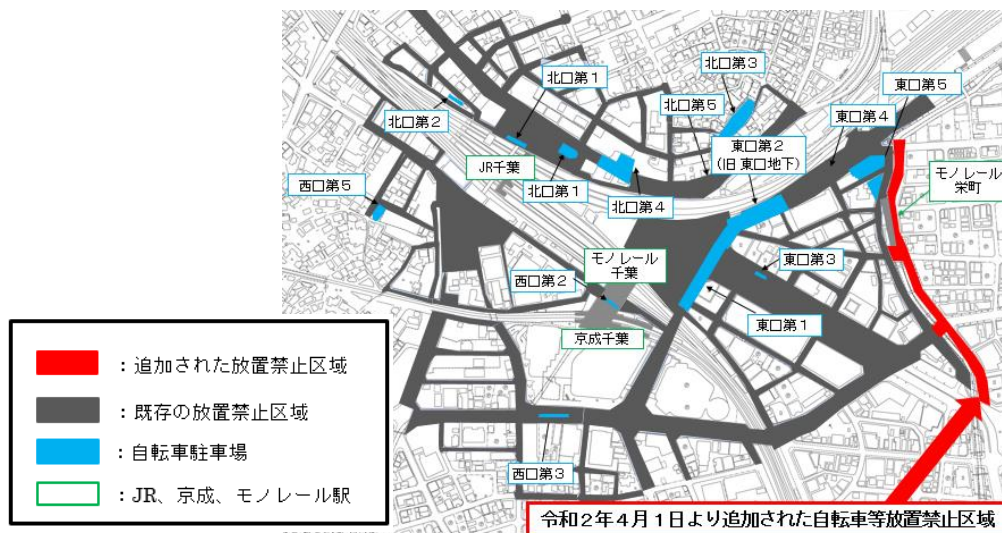 北口第１
北口第３
北口第２
北口第５
東口第５
東口第４
東口第２
(旧 東口地下)
JR千葉
北口第１
モノレール
栄町
西口第５
北口第４
モノレール
千葉
東口第３
西口第２
東口第１
京成千葉
：追加された放置禁止区域
：既存の放置禁止区域
：自転車駐車場
：JR、京成、モノレール駅
西口第３
令和２年４月１日より追加された自転車等放置禁止区域